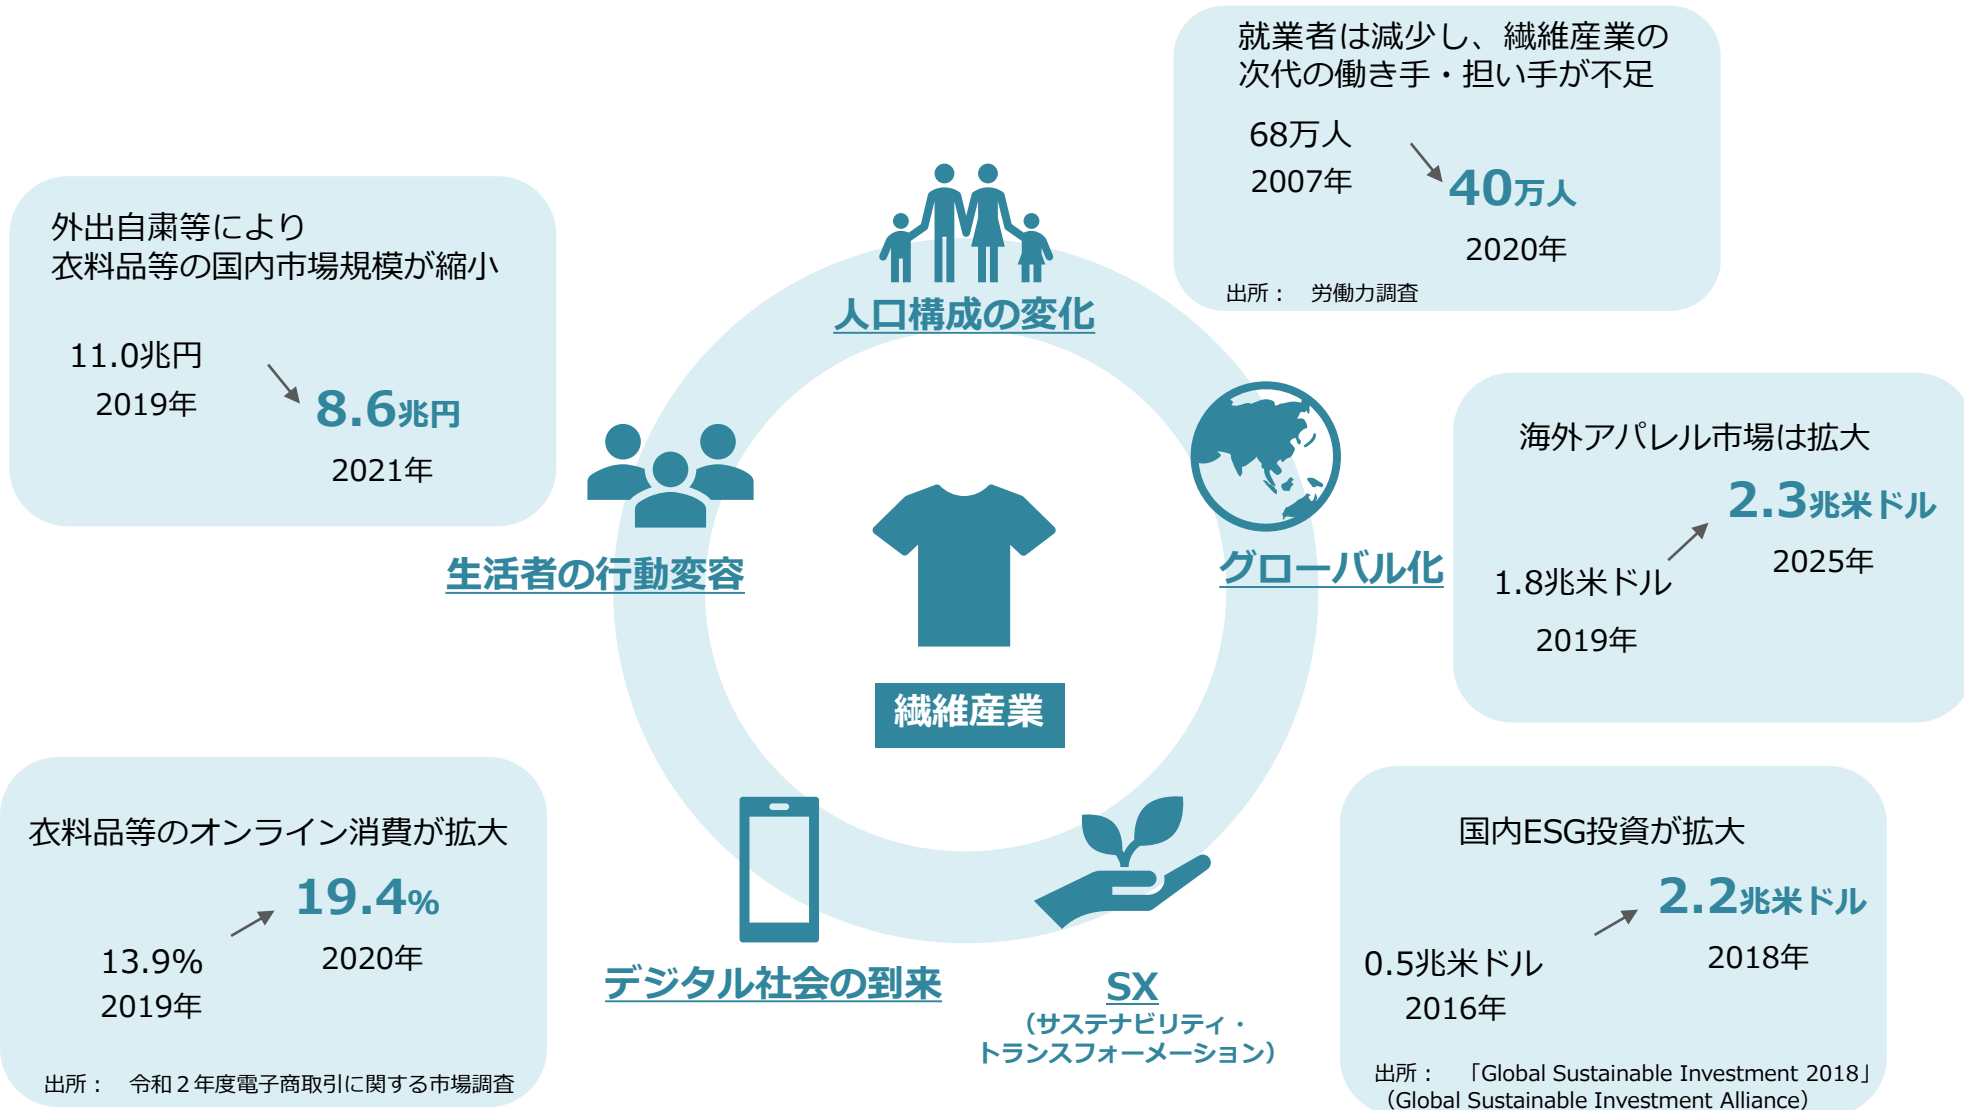 就業者は減少し、繊維産業の
次代の働き手・担い手が不足
68万人
2007年
40万人
2020年
出所： 労働力調査
外出自粛等により
衣料品等の国内市場規模が縮小
11.0兆円
2019年
8.6兆円
2021年
人口構成の変化
海外アパレル市場は拡大
2.3兆米ドル
2025年
1.8兆米ドル
2019年
生活者の行動変容
グローバル化
繊維産業
衣料品等のオンライン消費が拡大
19.4%
2020年
13.9%
2019年
出所： 令和２年度電子商取引に関する市場調査
デジタル社会の到来
SX
（サステナビリティ・
トランスフォーメーション）
国内ESG投資が拡大
2.2兆米ドル
2018年
0.5兆米ドル
2016年
出所： 「Global Sustainable Investment 2018」
（Global Sustainable Investment Alliance）